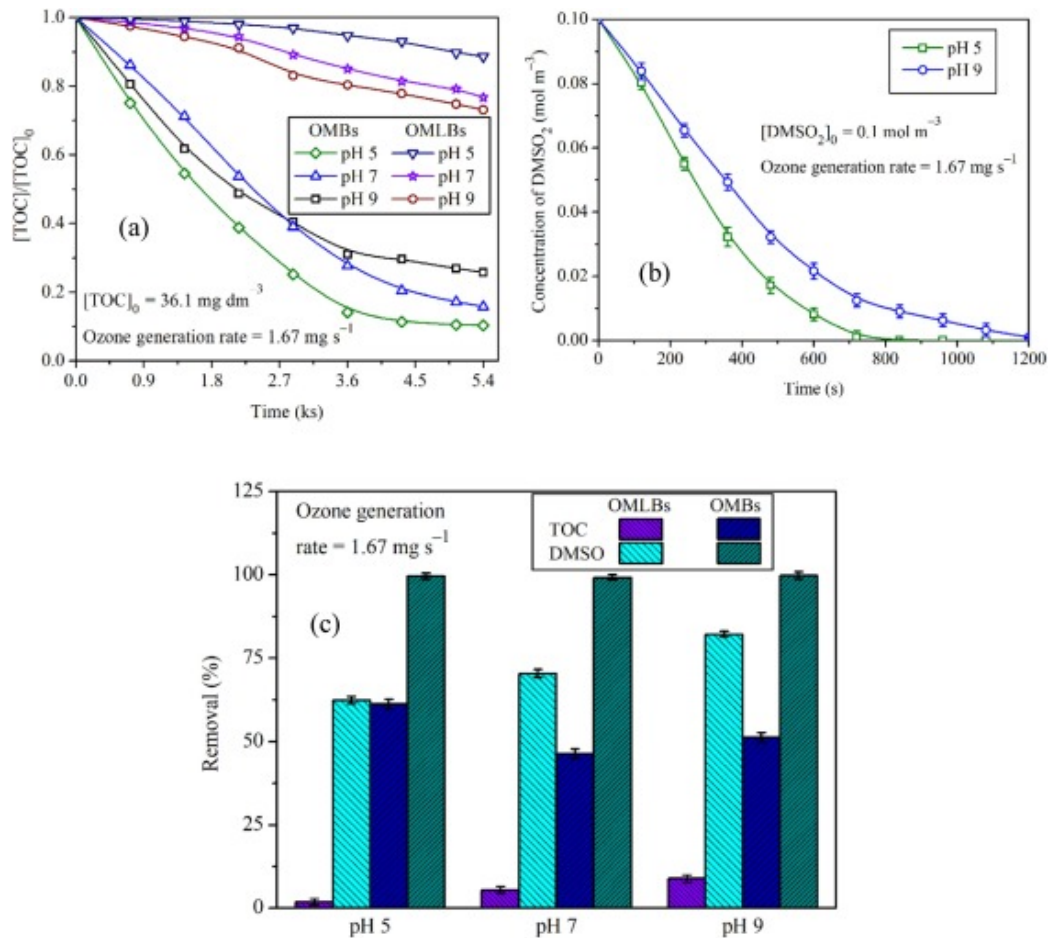 1.0
0.8
0.6
0.4
0.2
0.0
[TOC]/[TOC]₀
OMBs OMLBs
pH 5 pH 5
pH 7 pH 7
pH 9 pH 9
(a)
[TOC]₀ = 36.1 mg dm⁻³
Ozone generation rate = 1.67 mg s⁻¹
0.0 0.9 1.8 2.7 3.6 4.5 5.4
Time (ks)
0.10
0.08
0.06
0.04
0.02
0.00
Concentration of DMSO₂ (mol m⁻³)
pH 5
pH 9
[DMSO₂]₀ = 0.1 mol m⁻³
Ozone generation rate = 1.67 mg s⁻¹
(b)
0 200 400 600 800 1000 1200
Time (s)
125
100
75
50
25
0
Removal (%)
Ozone generation
rate = 1.67 mg s⁻¹
OMLBs OMBs
TOC
DMSO
(c)
pH 5 pH 7 pH 9